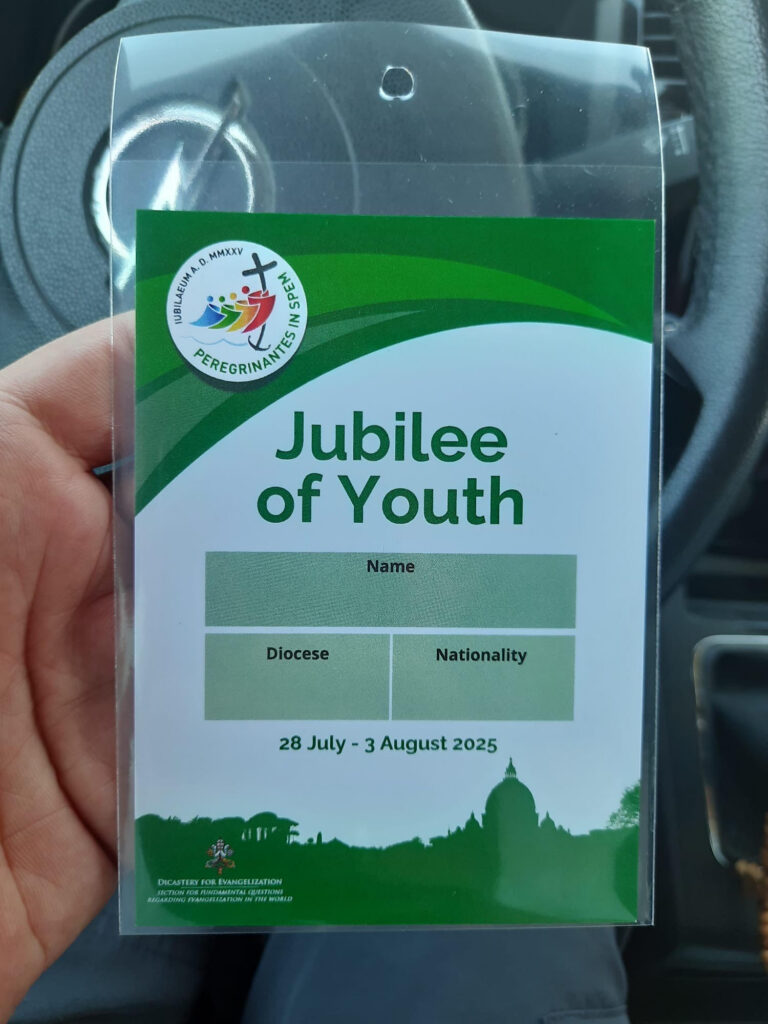 IUBILAEUM A. D. MMXXV
PEREGRINANTES IN SPEM
Jubilee
of Youth
Name
Diocese
Nationality
28 July - 3 August 2025
DICASTERY FOR EVANGELIZATION
SECTION FOR FUNDAMENTAL QUESTIONS
REGARDING EVANGELIZATION IN THE WORLD